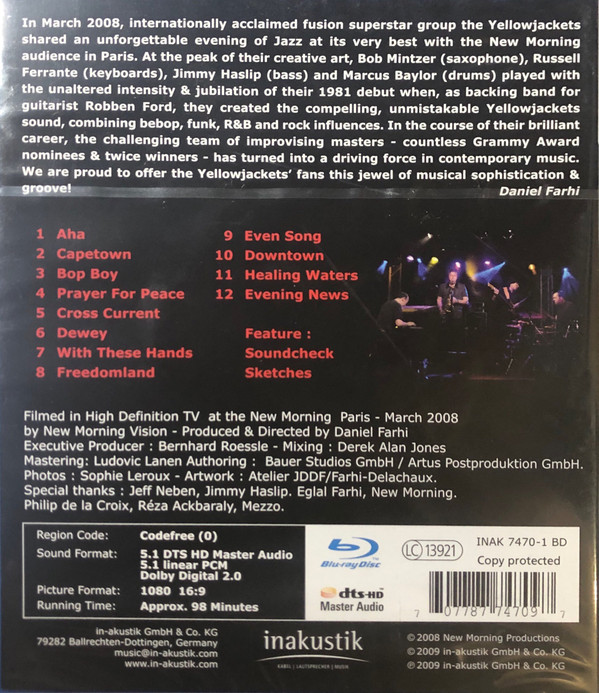 In March 2008, internationally acclaimed fusion superstar group the Yellowjackets
shared an unforgettable evening of Jazz at its very best with the New Morning
audience in Paris. At the peak of their creative art, Bob Mintzer (saxophone), Russell
Ferrante (keyboards), Jimmy Haslip (bass) and Marcus Baylor (drums) played with
the unaltered intensity & jubilation of their 1981 debut when, as backing band for
guitarist Robben Ford, they created the compelling, unmistakable Yellowjackets
sound, combining bebop, funk, R&B and rock influences. In the course of their brilliant
career, the challenging team of improvising masters - countless Grammy Award
nominees & twice winners - has turned into a driving force in contemporary music.
We are proud to offer the Yellowjackets' fans this jewel of musical sophistication &
groove! Daniel Farhi
1 Aha
2 Capetown
3 Bop Boy
4 Prayer For Peace
5 Cross Current
6 Dewey
7 With These Hands
8 Freedomland
9 Even Song
10 Downtown
11 Healing Waters
12 Evening News
Feature :
Soundcheck
Sketches
Filmed in High Definition TV at the New Morning Paris - March 2008
by New Morning Vision - Produced & Directed by Daniel Farhi
Executive Producer : Bernhard Roessle - Mixing : Derek Alan Jones
Mastering: Ludovic Lanen Authoring : Bauer Studios GmbH / Artus Postproduktion GmbH.
Photos : Sophie Leroux - Artwork : Atelier JDDF/Farhi-Delachaux.
Special thanks : Jeff Neben, Jimmy Haslip. Eglal Farhi, New Morning.
Philip de la Croix, Réza Ackbaraly, Mezzo.
Region Code: Codefree (0)
Sound Format: 5.1 DTS HD Master Audio
5.1 linear PCM
Dolby Digital 2.0
Picture Format: 1080 16:9
Running Time: Approx. 98 Minutes
Blu-ray Disc
dts-HD
Master Audio
LC 13921
INAK 7470-1 BD
Copy protected
7 07787 74709 7
in-akustik GmbH & Co. KG
79282 Ballrechten-Dottingen, Germany
music@in-akustik.com
www.in-akustik.com
inakustik
KABEL | LAUTSPRECHER | MUSIK
© 2008 New Morning Productions
© 2009 in-akustik GmbH & Co. KG
℗ 2009 in-akustik GmbH & Co. KG